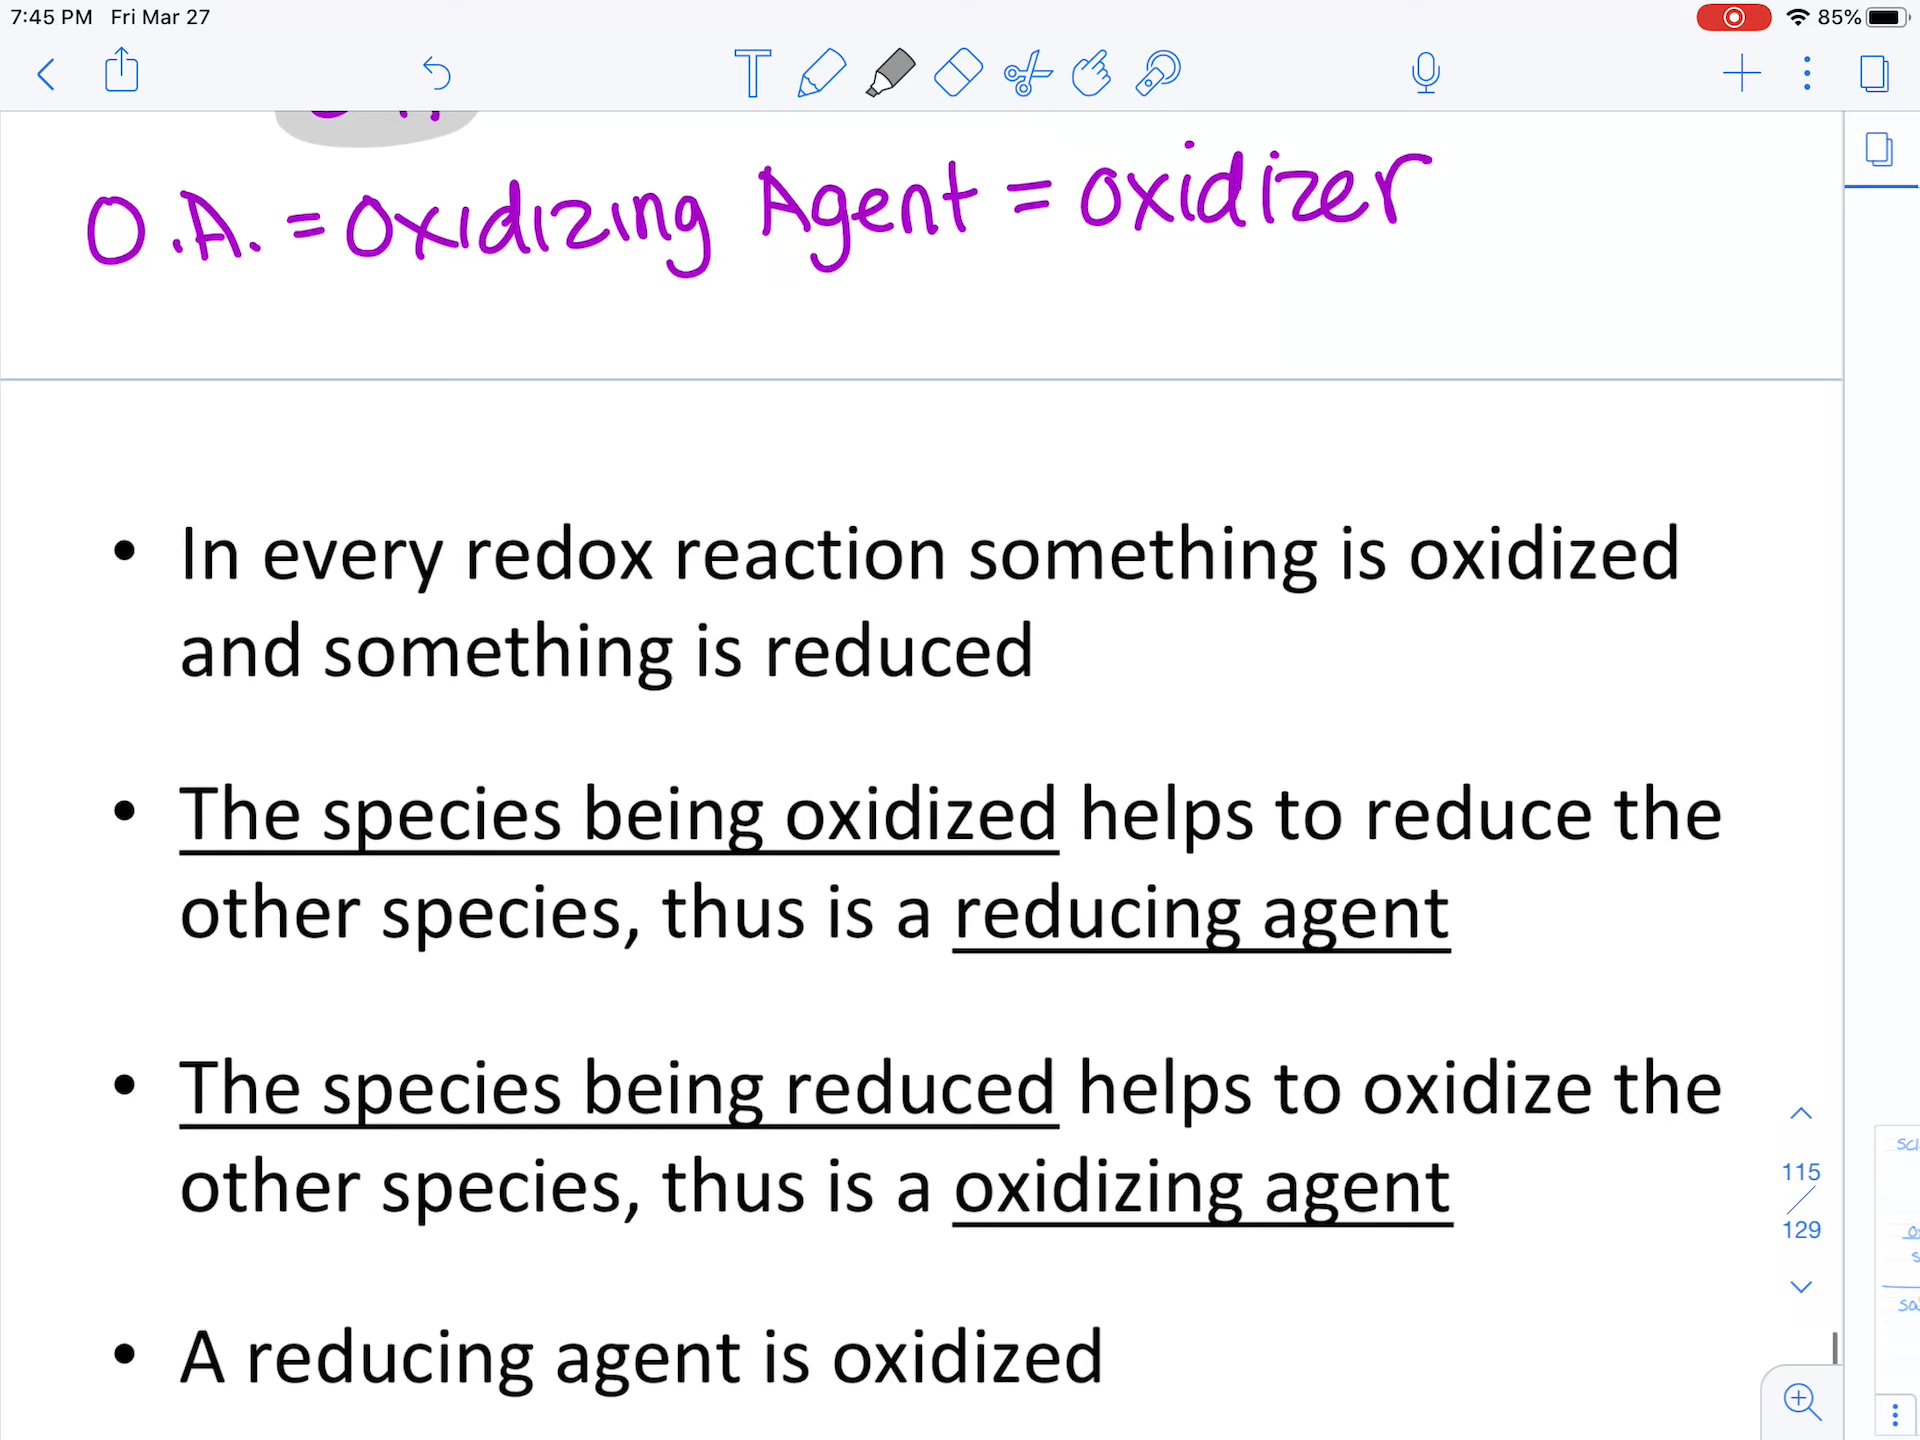 7:45 PM Fri Mar 27
85%
T
O.A. = Oxidizing Agent = oxidizer
• In every redox reaction something is oxidized
and something is reduced
• The species being oxidized helps to reduce the
other species, thus is a reducing agent
• The species being reduced helps to oxidize the
other species, thus is a oxidizing agent
115
129
• A reducing agent is oxidized